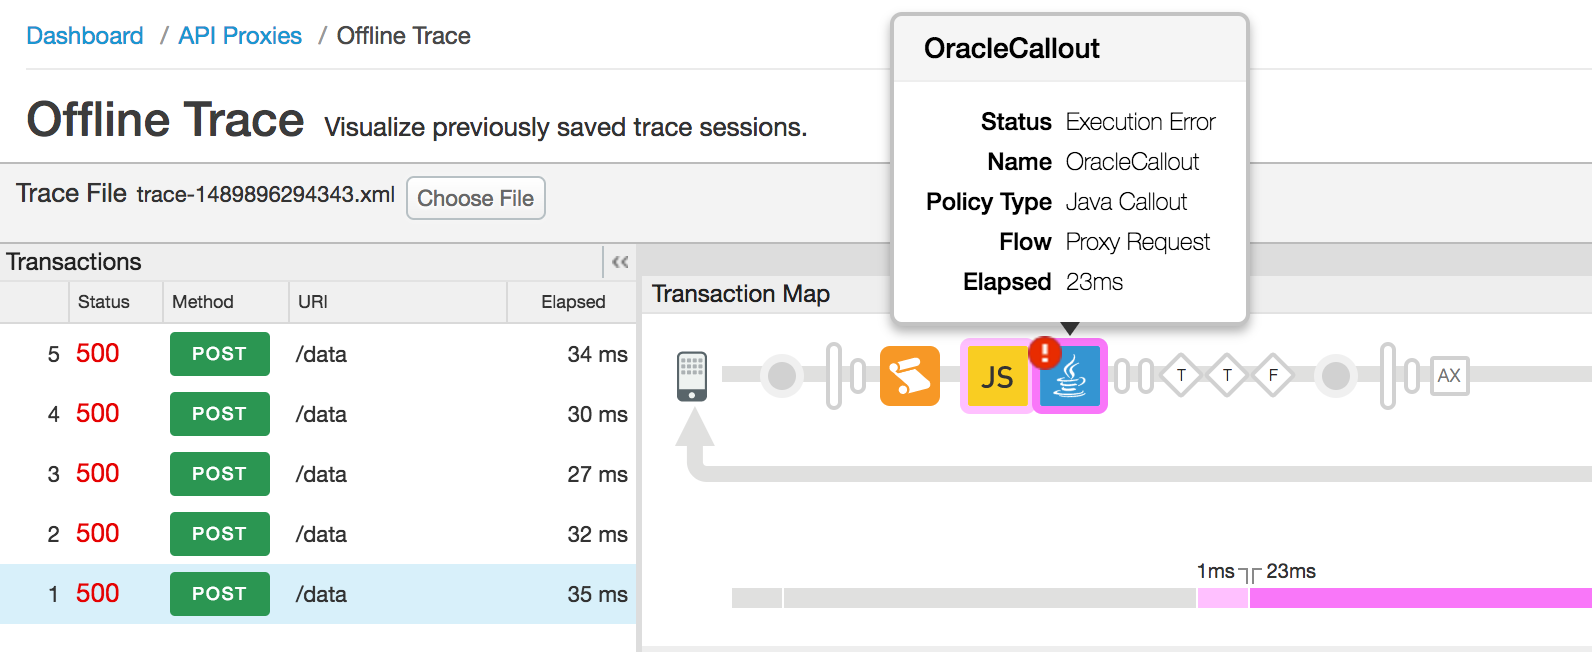 Dashboard / API Proxies / Offline Trace
Offline Trace Visualize previously saved trace sessions.
Trace File trace-1489896294343.xml Choose File
OracleCallout
Status Execution Error
Name OracleCallout
Policy Type Java Callout
Flow Proxy Request
Elapsed 23ms
Transactions «
Status Method URI Elapsed
5 500 POST /data 34 ms
4 500 POST /data 30 ms
3 500 POST /data 27 ms
2 500 POST /data 32 ms
1 500 POST /data 35 ms
Transaction Map
JS ! T T F AX
1ms 23ms